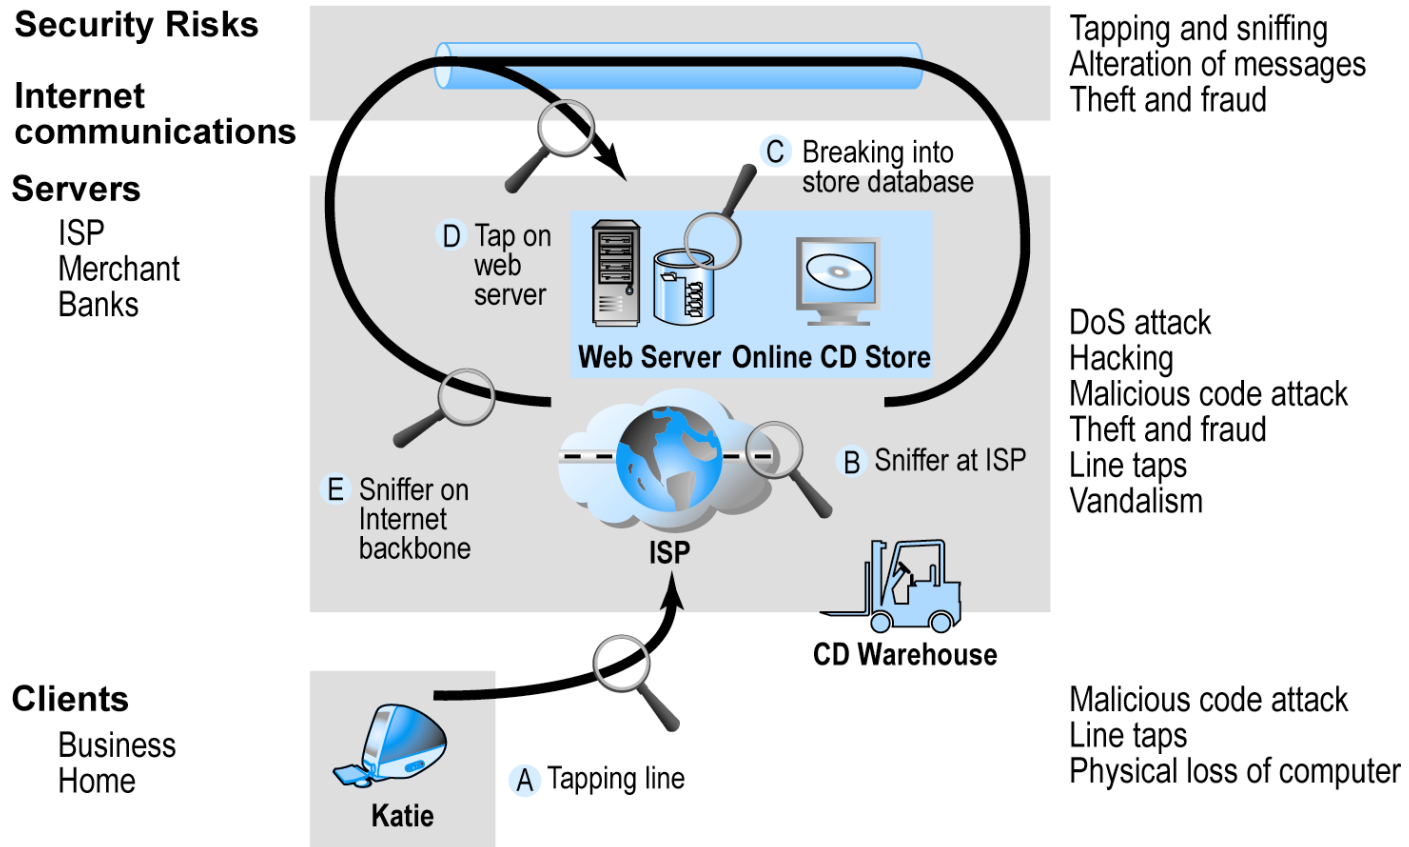 Security Risks
Internet
communications
Tapping and sniffing
Alteration of messages
Theft and fraud
Servers
ISP
Merchant
Banks
C Breaking into
store database
D Tap on
web
server
Web Server
Online CD Store
E Sniffer on
Internet
backbone
B Sniffer at ISP
ISP
CD Warehouse
DoS attack
Hacking
Malicious code attack
Theft and fraud
Line taps
Vandalism
Clients
Business
Home
Katie
A Tapping line
Malicious code attack
Line taps
Physical loss of computer